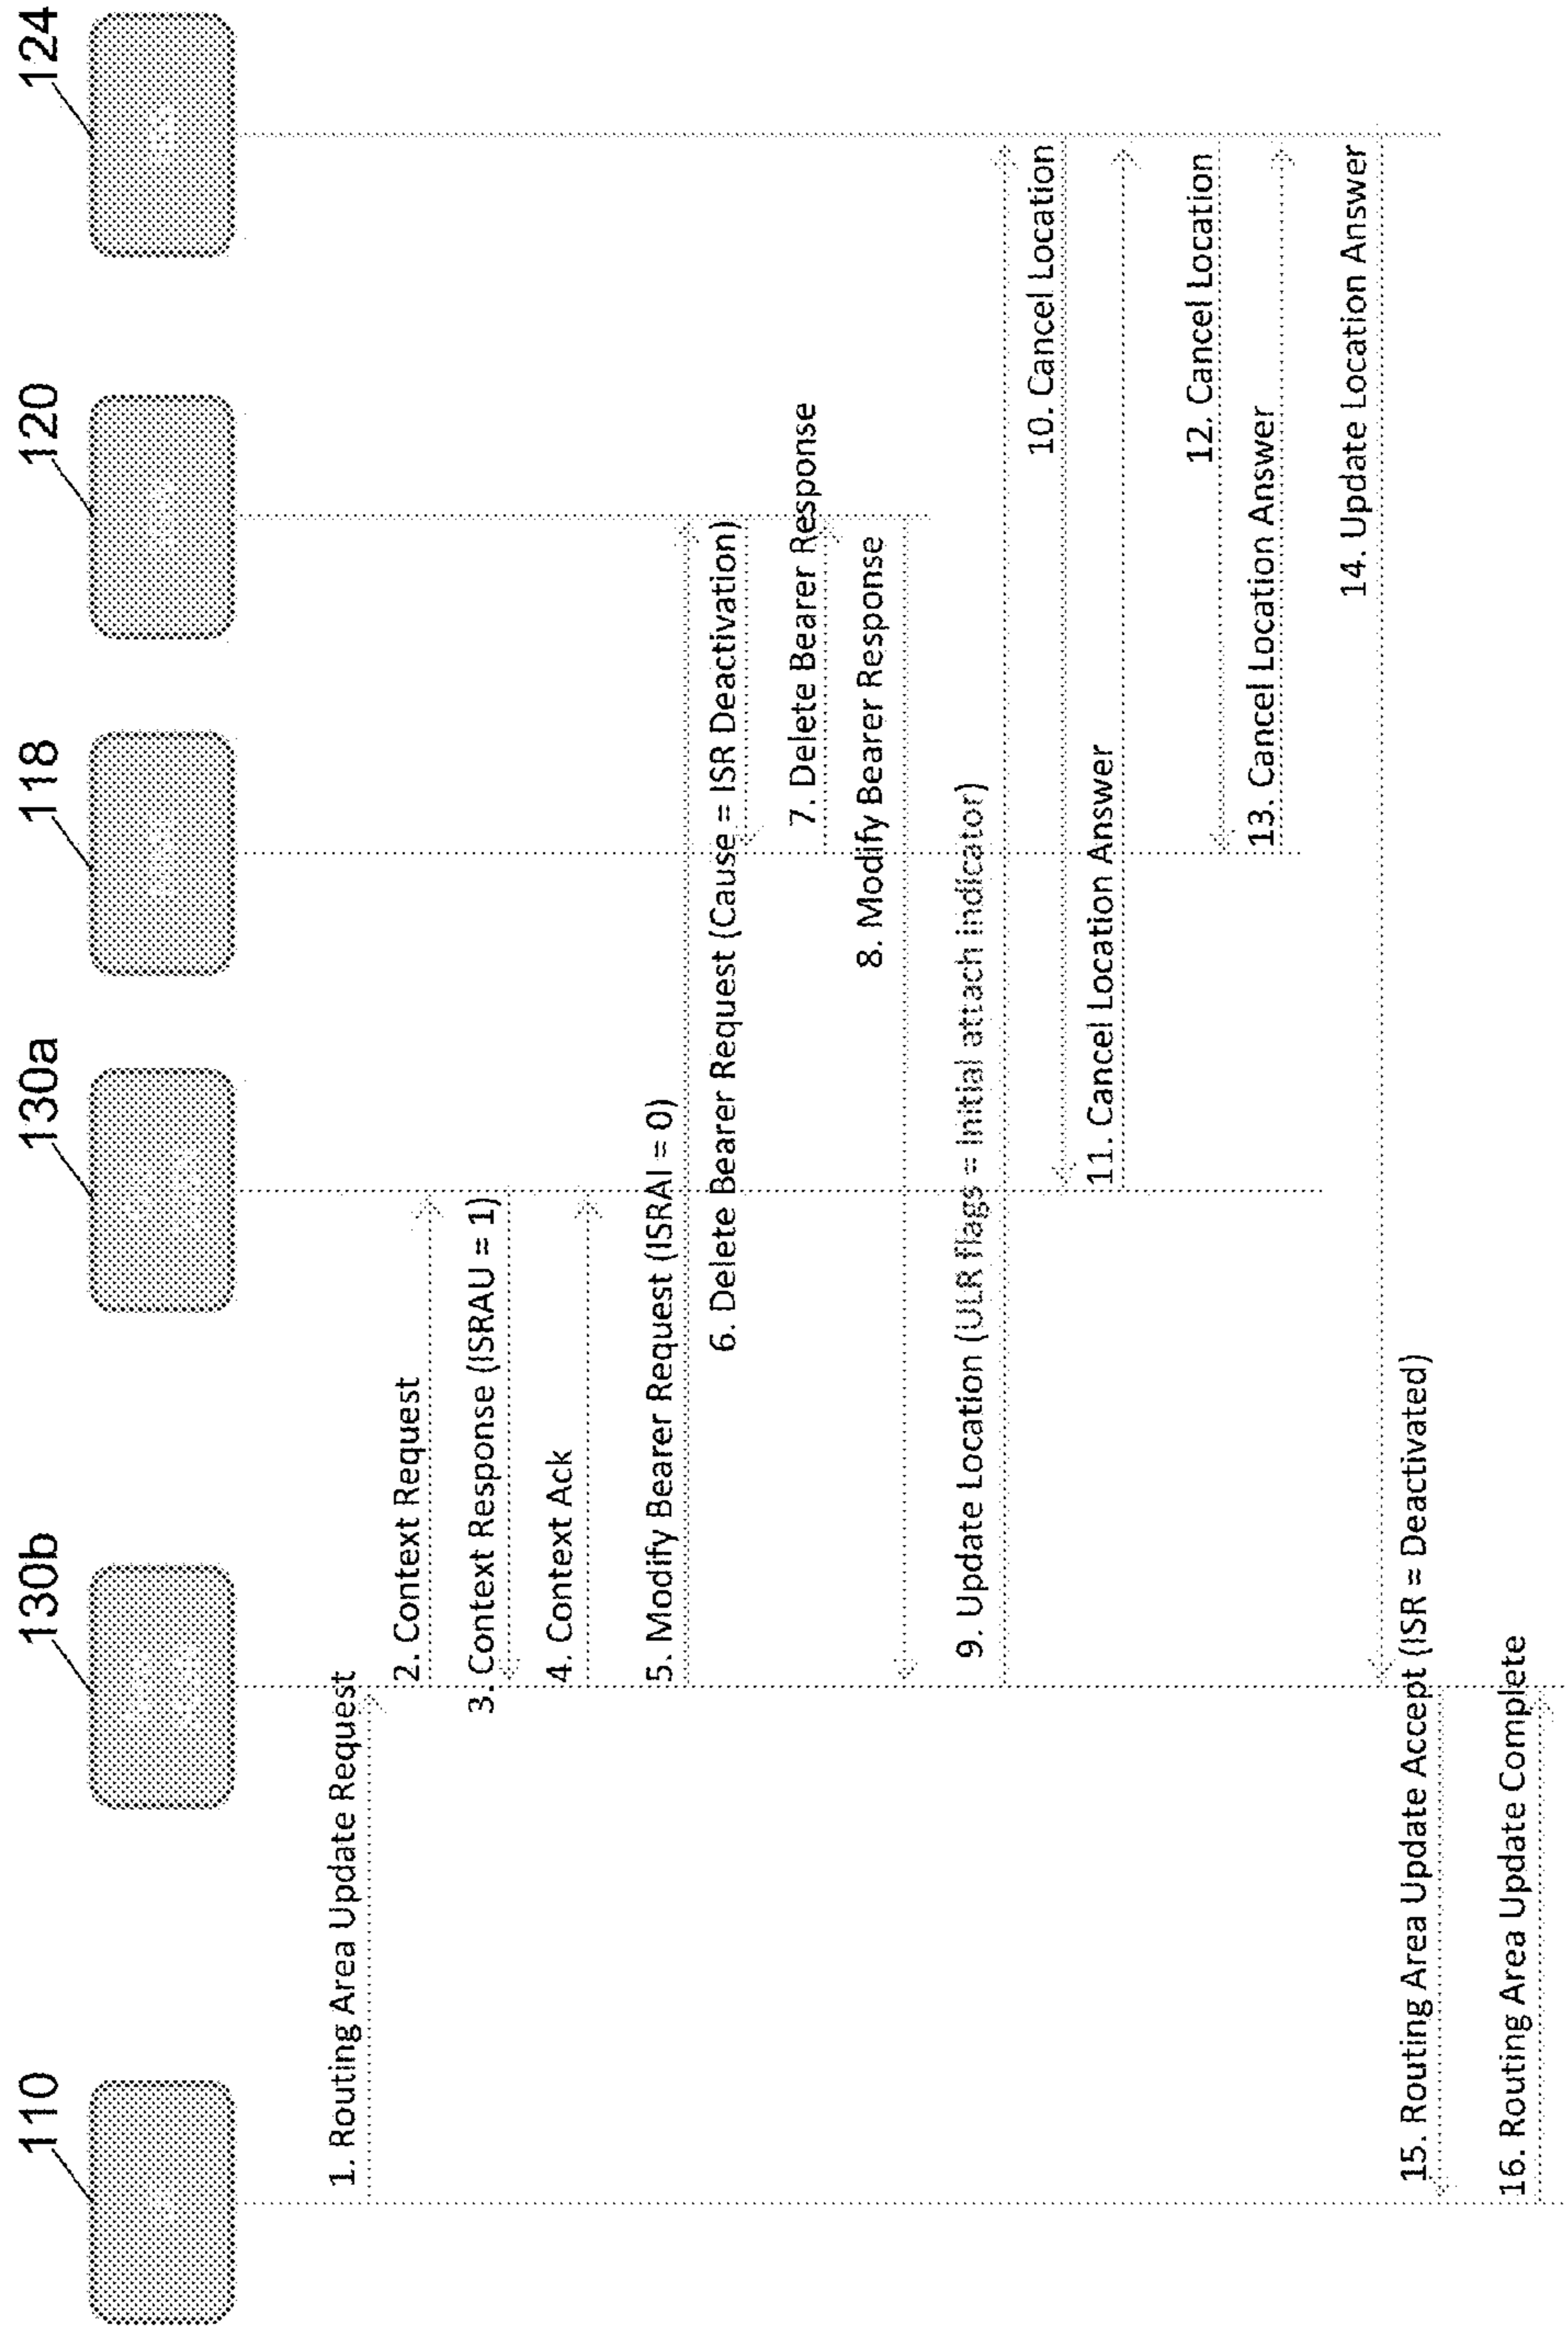 110
130b
130a
118
120
124
1. Routing Area Update Request
2. Context Request
3. Context Response (ISRAU = 1)
4. Context Ack
5. Modify Bearer Request (ISRAI = 0)
6. Delete Bearer Request (Cause = ISR Deactivation)
7. Delete Bearer Response
8. Modify Bearer Response
9. Update Location (ULR flags = Initial attach indicator)
10. Cancel Location
11. Cancel Location Answer
12. Cancel Location
13. Cancel Location Answer
14. Update Location Answer
15. Routing Area Update Accept (ISR = Deactivated)
16. Routing Area Update Complete